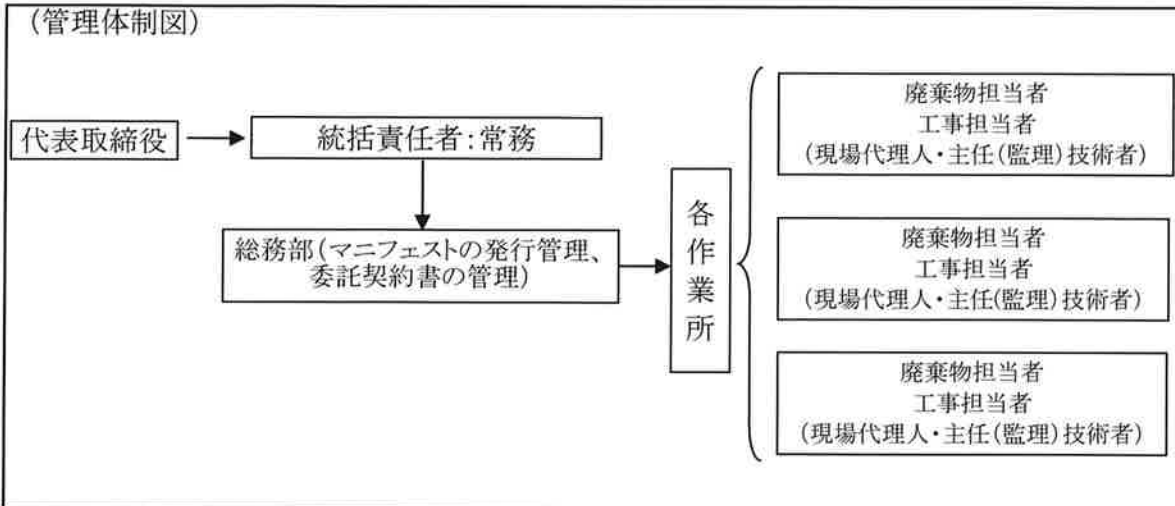 (管理体制図)
代表取締役
統括責任者:常務
総務部(マニフェストの発行管理、
委託契約書の管理)
各作業所
廃棄物担当者
工事担当者
(現場代理人・主任(監理)技術者)
廃棄物担当者
工事担当者
(現場代理人・主任(監理)技術者)
廃棄物担当者
工事担当者
(現場代理人・主任(監理)技術者)